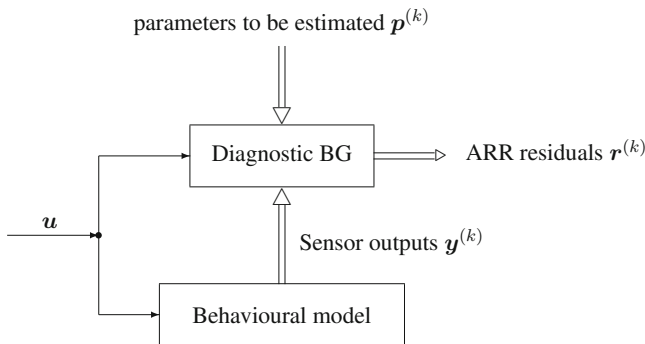 parameters to be estimated p^(k)
Diagnostic BG
ARR residuals r^(k)
u
Sensor outputs y^(k)
Behavioural model